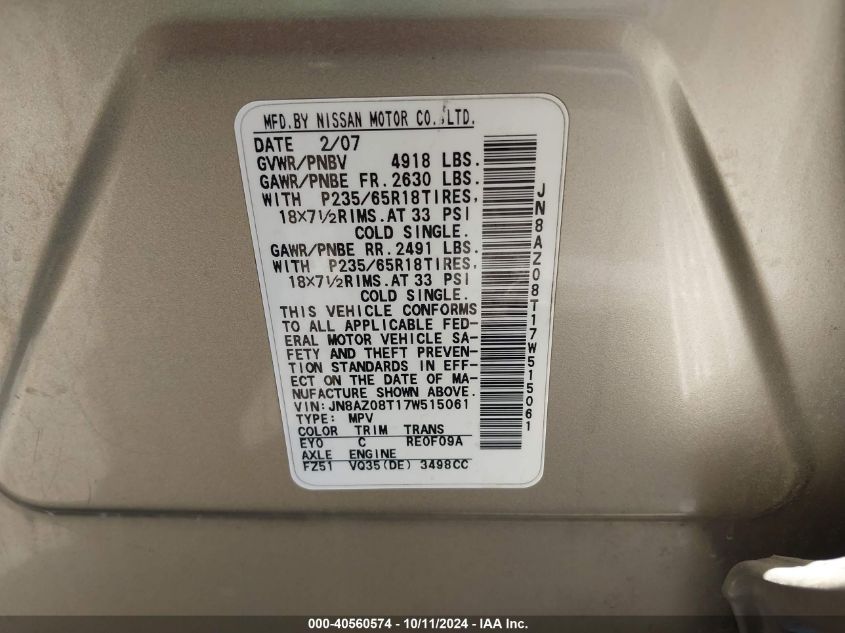 MFD.BY NISSAN MOTOR CO.,LTD.
DATE 2/07
GVWR/PNBV 4918 LBS.
GAWR/PNBE FR. 2630 LBS.
WITH P235/65R18TIRES,
18X7½RIMS.AT 33 PSI
COLD SINGLE.
GAWR/PNBE RR. 2491 LBS.
WITH P235/65R18TIRES,
18X7½RIMS.AT 33 PSI
COLD SINGLE.
THIS VEHICLE CONFORMS
TO ALL APPLICABLE FED-
ERAL MOTOR VEHICLE SA-
FETY AND THEFT PREVEN-
TION STANDARDS IN EFF-
ECT ON THE DATE OF MA-
NUFACTURE SHOWN ABOVE.
VIN:JN8AZ08T17W515061
TYPE: MPV
COLOR TRIM TRANS
EY0 C RE0F09A
AXLE ENGINE
FZ51 VQ35(DE) 3498CC
JN8AZ08T17W515061
000-40560574 - 10/11/2024 - IAA Inc.